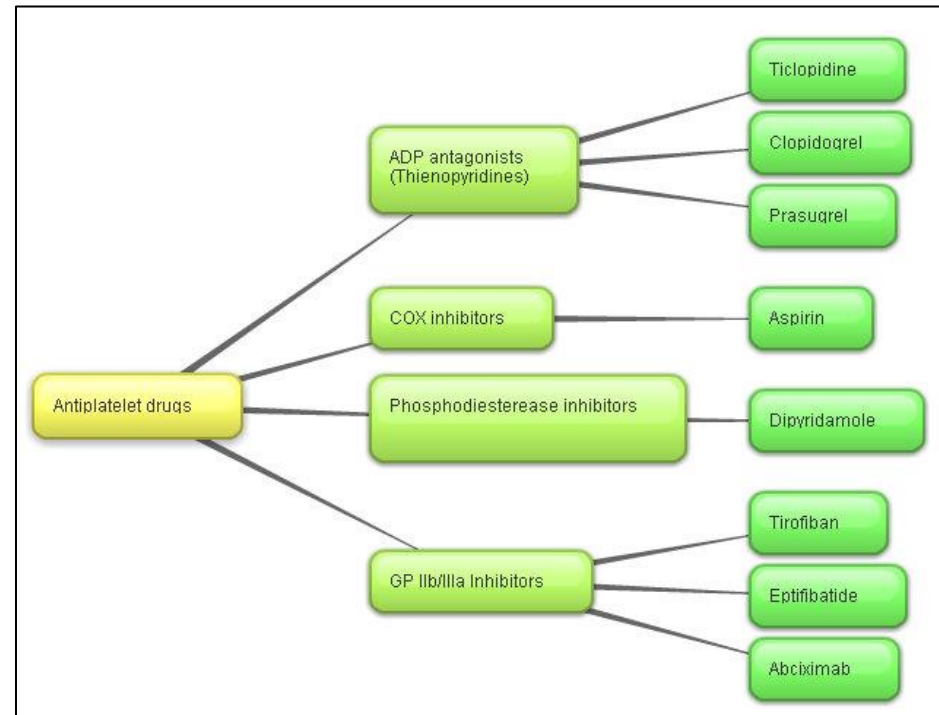 Antiplatelet drugs
ADP antagonists
(Thienopyridines)
Ticlopidine
Clopidogrel
Prasugrel
COX inhibitors
Aspirin
Phosphodiesterease inhibitors
Dipyridamole
GP IIb/IIIa Inhibitors
Tirofiban
Eptifibatide
Abciximab